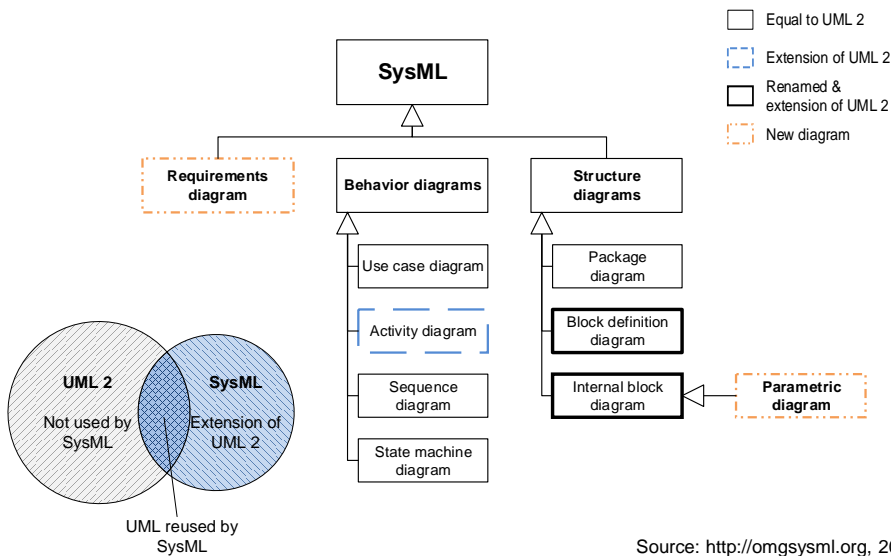 Equal to UML 2
Extension of UML 2
Renamed &
extension of UML 2
New diagram
SysML
Requirements
diagram
Behavior diagrams
Structure
diagrams
Use case diagram
Package
diagram
Activity diagram
Block definition
diagram
Sequence
diagram
Internal block
diagram
Parametric
diagram
State machine
diagram
UML 2
Not used by
SysML
SysML
Extension of
UML 2
UML reused by
SysML
Source: http://omgsysml.org,